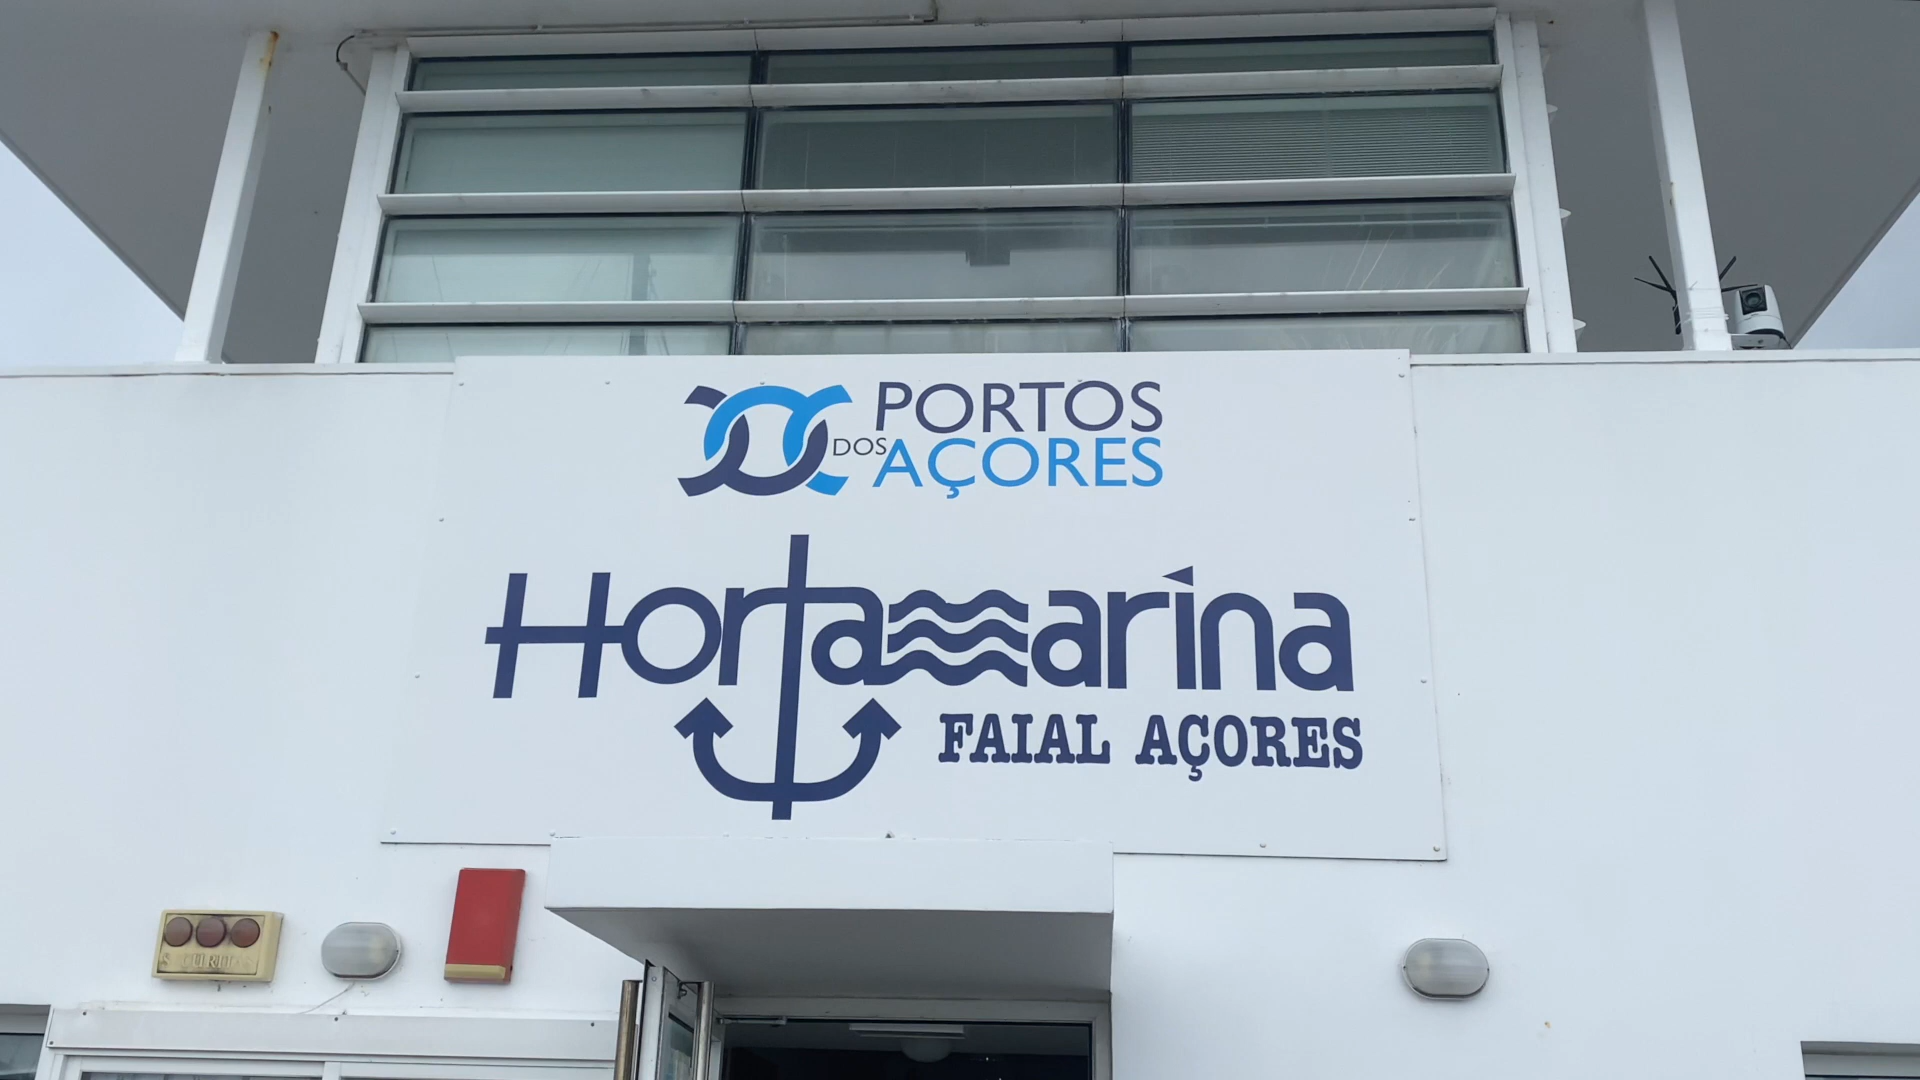 PORTOS
DOS AÇORES
Hortamarina
FAIAL AÇORES